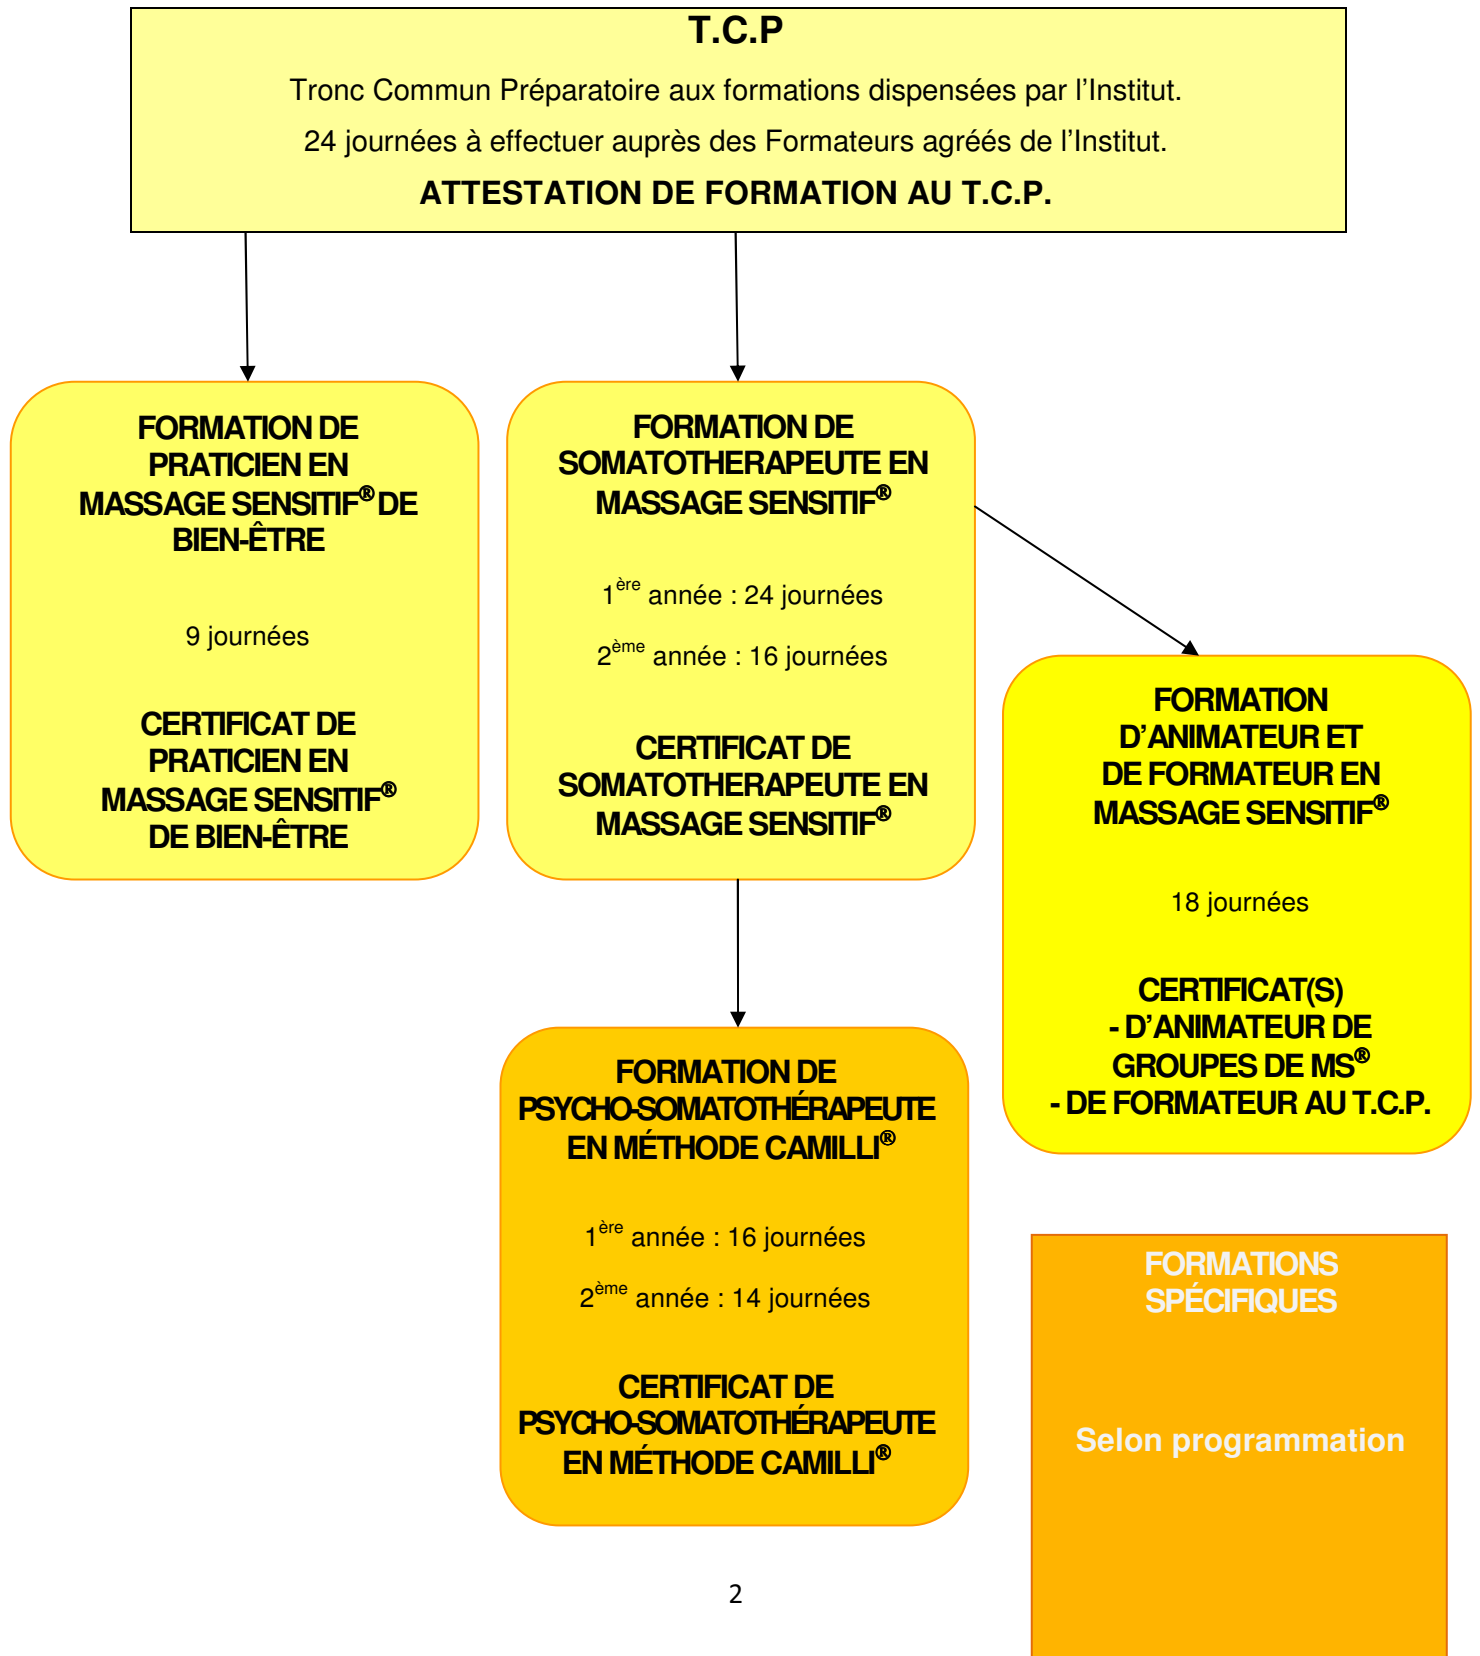 T.C.P
Tronc Commun Préparatoire aux formations dispensées par l’Institut.
24 journées à effectuer auprès des Formateurs agréés de l’Institut.
ATTESTATION DE FORMATION AU T.C.P.
FORMATION DE
PRATICIEN EN
MASSAGE SENSITIF® DE
BIEN-ÊTRE
9 journées
CERTIFICAT DE
PRATICIEN EN
MASSAGE SENSITIF®
DE BIEN-ÊTRE
FORMATION DE
SOMATOTHERAPEUTE EN
MASSAGE SENSITIF®
1ère année : 24 journées
2ème année : 16 journées
CERTIFICAT DE
SOMATOTHERAPEUTE EN
MASSAGE SENSITIF®
FORMATION
D’ANIMATEUR ET
DE FORMATEUR EN
MASSAGE SENSITIF®
18 journées
CERTIFICAT(S)
- D’ANIMATEUR DE
GROUPES DE MS®
- DE FORMATEUR AU T.C.P.
FORMATION DE
PSYCHO-SOMATOTHÉRAPEUTE
EN MÉTHODE CAMILLI®
1ère année : 16 journées
2ème année : 14 journées
CERTIFICAT DE
PSYCHO-SOMATOTHÉRAPEUTE
EN MÉTHODE CAMILLI®
FORMATIONS
SPÉCIFIQUES
Selon programmation
2